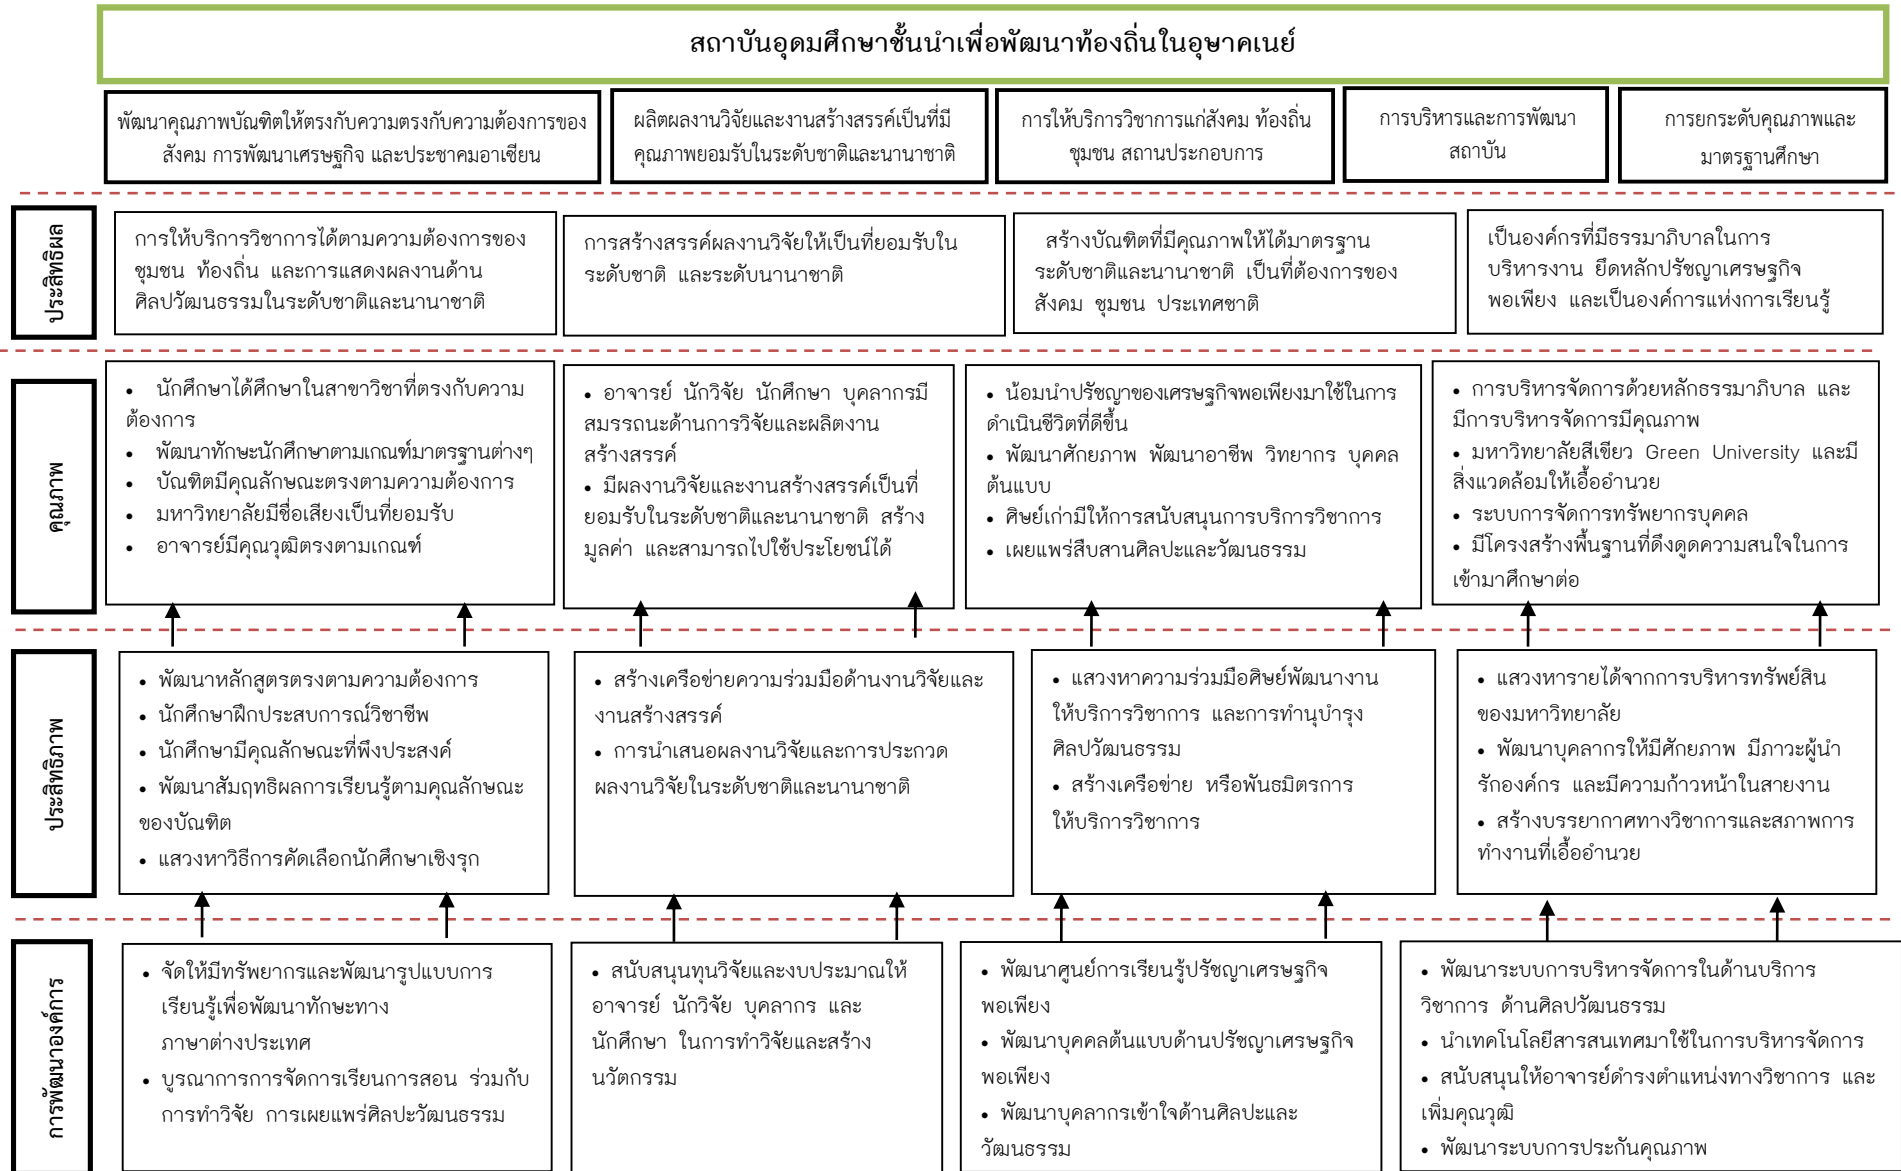 สถาบันอุดมศึกษาชั้นนำเพื่อพัฒนาท้องถิ่นในอุษาคเนย์
พัฒนาคุณภาพบัณฑิตให้ตรงกับความตรงกับความต้องการของ
สังคม การพัฒนาเศรษฐกิจ และประชาคมอาเซียน
ผลิตผลงานวิจัยและงานสร้างสรรค์เป็นที่มี
คุณภาพยอมรับในระดับชาติและนานาชาติ
การให้บริการวิชาการแก่สังคม ท้องถิ่น
ชุมชน สถานประกอบการ
การบริหารและการพัฒนา
สถาบัน
การยกระดับคุณภาพและ
มาตรฐานศึกษา
ประสิทธิผล
การให้บริการวิชาการได้ตามความต้องการของ
ชุมชน ท้องถิ่น และการแสดงผลงานด้าน
ศิลปวัฒนธรรมในระดับชาติและนานาชาติ
การสร้างสรรค์ผลงานวิจัยให้เป็นที่ยอมรับใน
ระดับชาติ และระดับนานาชาติ
สร้างบัณฑิตที่มีคุณภาพให้ได้มาตรฐาน
ระดับชาติและนานาชาติ เป็นที่ต้องการของ
สังคม ชุมชน ประเทศชาติ
เป็นองค์กรที่มีธรรมาภิบาลในการ
บริหารงาน ยึดหลักปรัชญาเศรษฐกิจ
พอเพียง และเป็นองค์การแห่งการเรียนรู้
คุณภาพ
• นักศึกษาได้ศึกษาในสาขาวิชาที่ตรงกับความ
ต้องการ
• พัฒนาทักษะนักศึกษาตามเกณฑ์มาตรฐานต่างๆ
• บัณฑิตมีคุณลักษณะตรงตามความต้องการ
• มหาวิทยาลัยมีชื่อเสียงเป็นที่ยอมรับ
• อาจารย์มีคุณวุฒิตรงตามเกณฑ์
• อาจารย์ นักวิจัย นักศึกษา บุคลากรมี
สมรรถนะด้านการวิจัยและผลิตงาน
สร้างสรรค์
• มีผลงานวิจัยและงานสร้างสรรค์เป็นที่
ยอมรับในระดับชาติและนานาชาติ สร้าง
มูลค่า และสามารถไปใช้ประโยชน์ได้
• น้อมนำปรัชญาของเศรษฐกิจพอเพียงมาใช้ในการ
ดำเนินชีวิตที่ดีขึ้น
• พัฒนาศักยภาพ พัฒนาอาชีพ วิทยากร บุคคล
ต้นแบบ
• ศิษย์เก่ามีให้การสนับสนุนการบริการวิชาการ
• เผยแพร่สืบสานศิลปะและวัฒนธรรม
• การบริหารจัดการด้วยหลักธรรมาภิบาล และ
มีการบริหารจัดการมีคุณภาพ
• มหาวิทยาลัยสีเขียว Green University และมี
สิ่งแวดล้อมให้เอื้ออำนวย
• ระบบการจัดการทรัพยากรบุคคล
• มีโครงสร้างพื้นฐานที่ดึงดูดความสนใจในการ
เข้ามาศึกษาต่อ
ประสิทธิภาพ
• พัฒนาหลักสูตรตรงตามความต้องการ
• นักศึกษาฝึกประสบการณ์วิชาชีพ
• นักศึกษามีคุณลักษณะที่พึงประสงค์
• พัฒนาสัมฤทธิผลการเรียนรู้ตามคุณลักษณะ
ของบัณฑิต
• แสวงหาวิธีการคัดเลือกนักศึกษาเชิงรุก
• สร้างเครือข่ายความร่วมมือด้านงานวิจัยและ
งานสร้างสรรค์
• การนำเสนอผลงานวิจัยและการประกวด
ผลงานวิจัยในระดับชาติและนานาชาติ
• แสวงหาความร่วมมือศิษย์พัฒนางาน
ให้บริการวิชาการ และการทำนุบำรุง
ศิลปวัฒนธรรม
• สร้างเครือข่าย หรือพันธมิตรการ
ให้บริการวิชาการ
• แสวงหารายได้จากการบริหารทรัพย์สิน
ของมหาวิทยาลัย
• พัฒนาบุคลากรให้มีศักยภาพ มีภาวะผู้นำ
รักองค์กร และมีความก้าวหน้าในสายงาน
• สร้างบรรยากาศทางวิชาการและสภาพการ
ทำงานที่เอื้ออำนวย
การพัฒนาองค์การ
• จัดให้มีทรัพยากรและพัฒนารูปแบบการ
เรียนรู้เพื่อพัฒนาทักษะทาง
ภาษาต่างประเทศ
• บูรณาการการจัดการเรียนการสอน ร่วมกับ
การทำวิจัย การเผยแพร่ศิลปะวัฒนธรรม
• สนับสนุนทุนวิจัยและงบประมาณให้
อาจารย์ นักวิจัย บุคลากร และ
นักศึกษา ในการทำวิจัยและสร้าง
นวัตกรรม
• พัฒนาศูนย์การเรียนรู้ปรัชญาเศรษฐกิจ
พอเพียง
• พัฒนาบุคคลต้นแบบด้านปรัชญาเศรษฐกิจ
พอเพียง
• พัฒนาบุคลากรเข้าใจด้านศิลปะและ
วัฒนธรรม
• พัฒนาระบบการบริหารจัดการในด้านบริการ
วิชาการ ด้านศิลปวัฒนธรรม
• นำเทคโนโลยีสารสนเทศมาใช้ในการบริหารจัดการ
• สนับสนุนให้อาจารย์ดำรงตำแหน่งทางวิชาการ และ
เพิ่มคุณวุฒิ
• พัฒนาระบบการประกันคุณภาพ